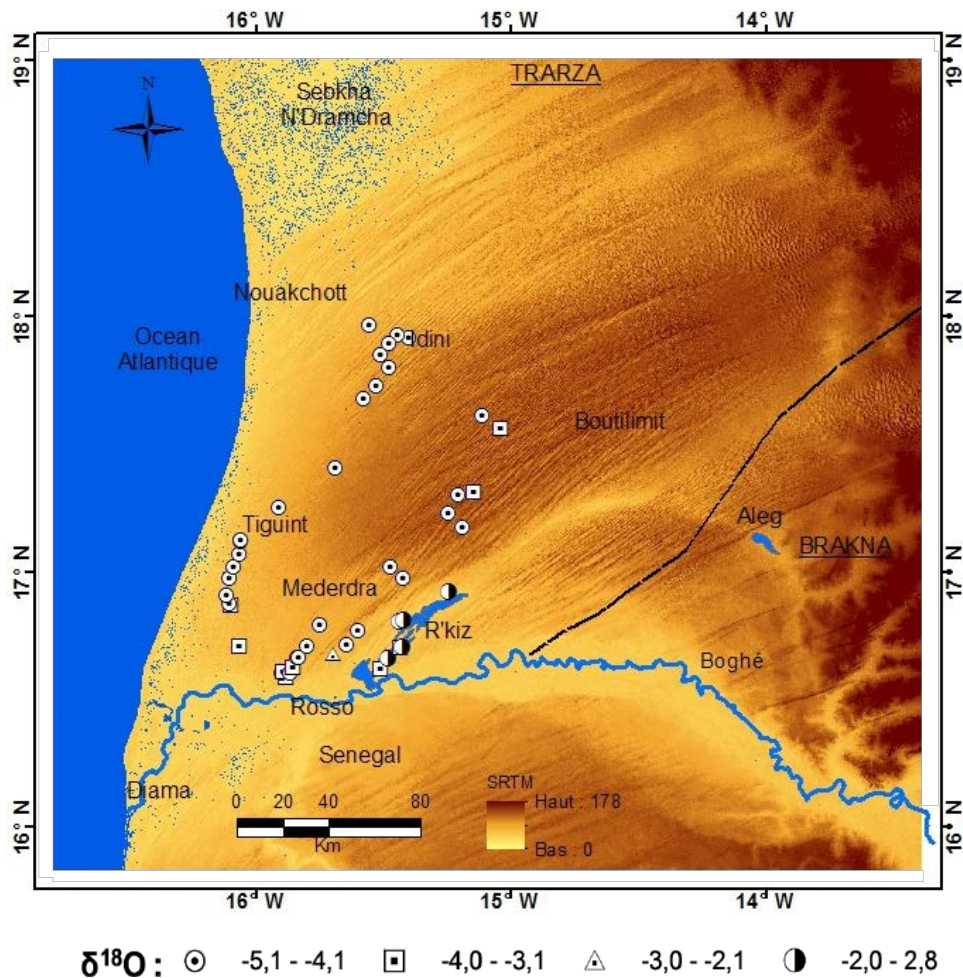 16° W 15° W 14° W
19° N 19° N
TRARZA
Sebkha
N'Dramcha
N
Nouakchott
18° N 18° N
Ocean
Atlantique
Idini
Boutilimit
Tiguint
Aleg
BRAKNA
17° N 17° N
Mederdra
R'kiz
Boghé
Rosso
Senegal
Diama
SRTM
Haut : 178
Bas : 0
0 20 40 80
Km
16° N 16° N
16° W 15° W 14° W
δ18O : -5,1 - -4,1 -4,0 - -3,1 -3,0 - -2,1 -2,0 - 2.8